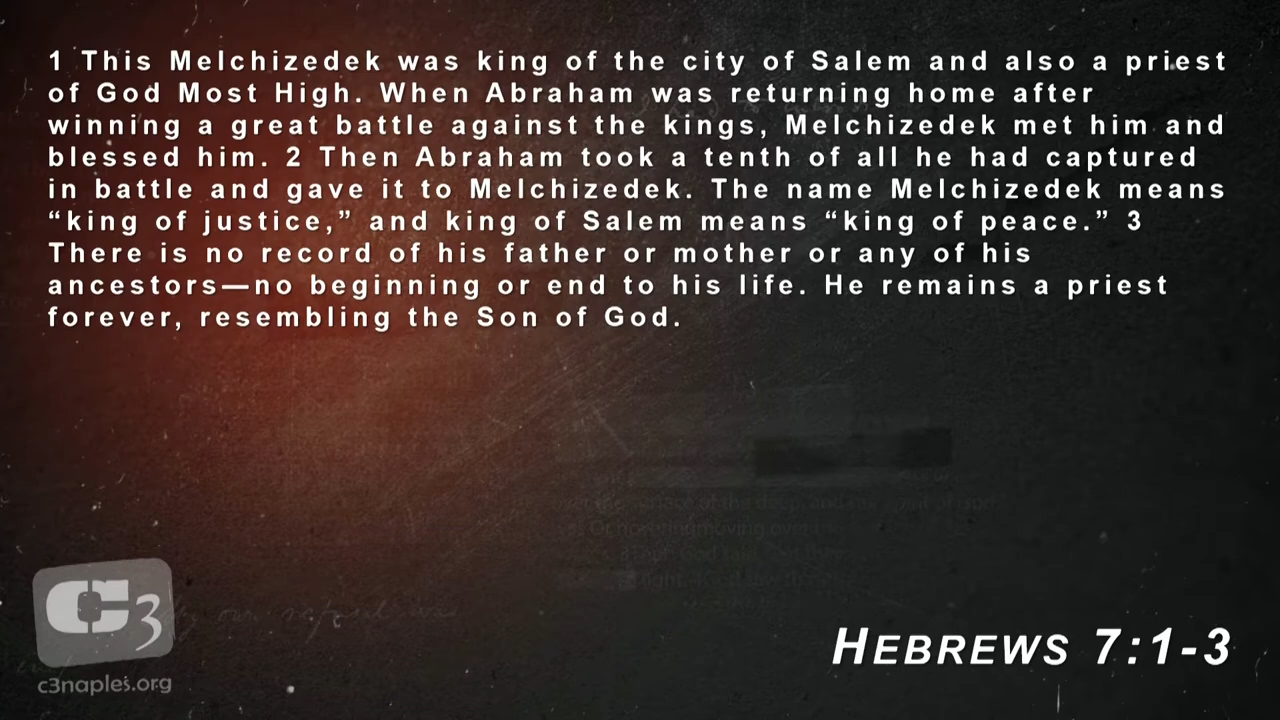 1 This Melchizedek was king of the city of Salem and also a priest
of God Most High. When Abraham was returning home after
winning a great battle against the kings, Melchizedek met him and
blessed him. 2 Then Abraham took a tenth of all he had captured
in battle and gave it to Melchizedek. The name Melchizedek means
“king of justice,” and king of Salem means “king of peace.” 3
There is no record of his father or mother or any of his
ancestors—no beginning or end to his life. He remains a priest
forever, resembling the Son of God.
C3
c3naples.org
HEBREWS 7:1-3